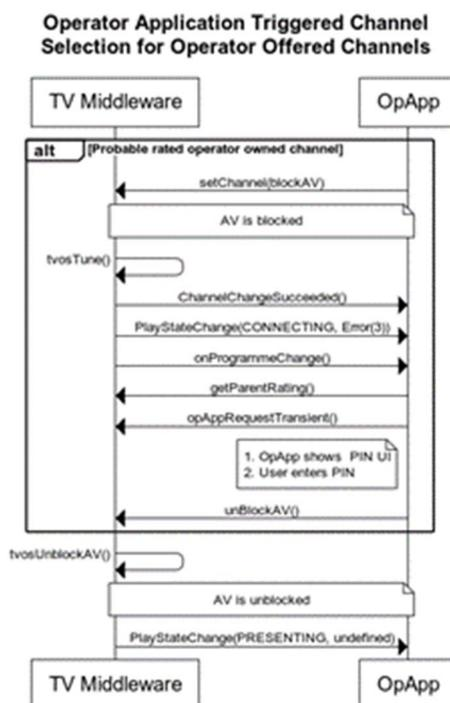 Operator Application Triggered Channel
Selection for Operator Offered Channels
TV Middleware
OpApp
alt
[Probable rated operator owned channel]
setChannel(blockAV)
AV is blocked
tvosTune()
ChannelChangeSucceeded()
PlayStateChange(CONNECTING, Error(3))
onProgrammeChange()
getParentRating()
opAppRequestTransient()
1. OpApp shows PIN UI
2. User enters PIN
unBlockAV()
tvosUnblockAV()
AV is unblocked
PlayStateChange(PRESENTING, undefined)
TV Middleware
OpApp